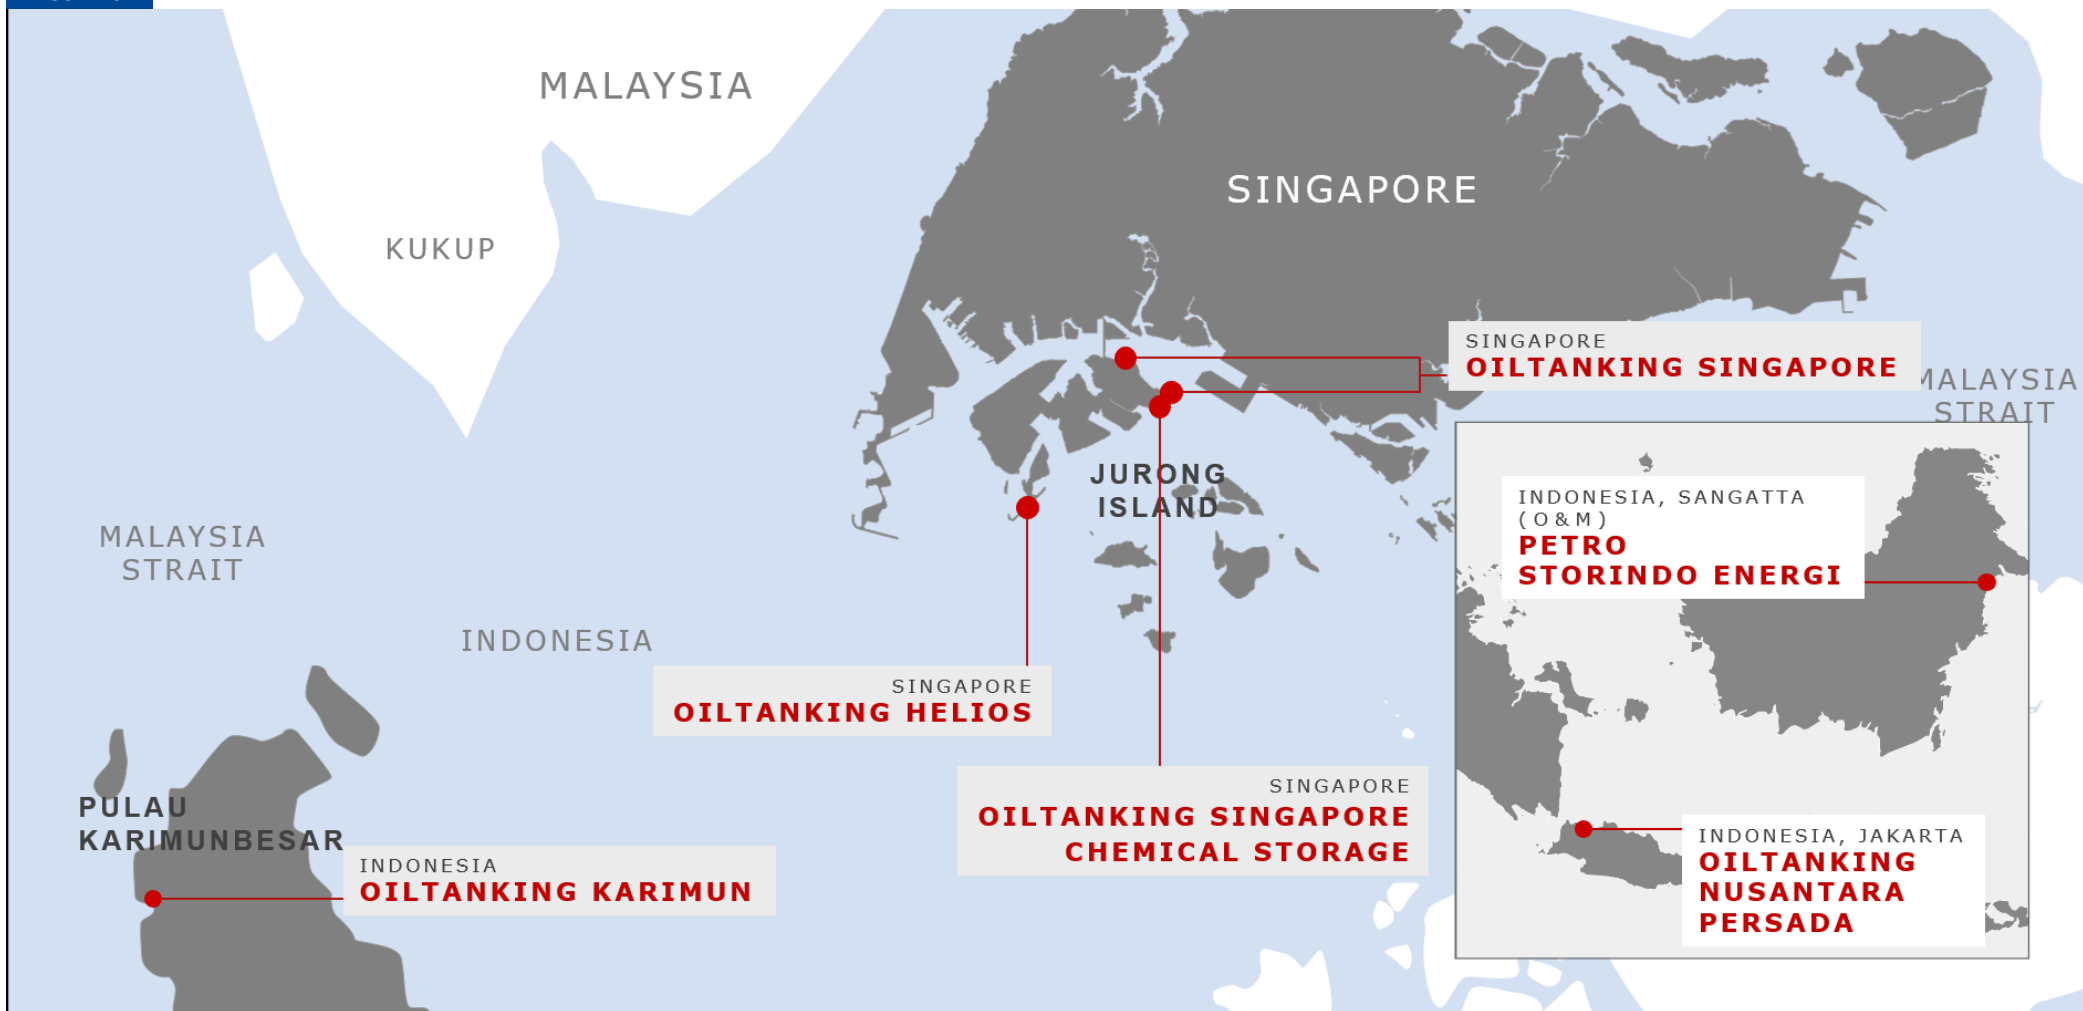 MALAYSIA
SINGAPORE
KUKUP
SINGAPORE
OILTANKING SINGAPORE
MALAYSIA
STRAIT
JURONG
ISLAND
INDONESIA, SANGATTA
(O&M)
PETRO
STORINDO ENERGI
MALAYSIA
STRAIT
INDONESIA
SINGAPORE
OILTANKING HELIOS
SINGAPORE
OILTANKING SINGAPORE
CHEMICAL STORAGE
PULAU
KARIMUNBESAR
INDONESIA
OILTANKING KARIMUN
INDONESIA, JAKARTA
OILTANKING
NUSANTARA
PERSADA